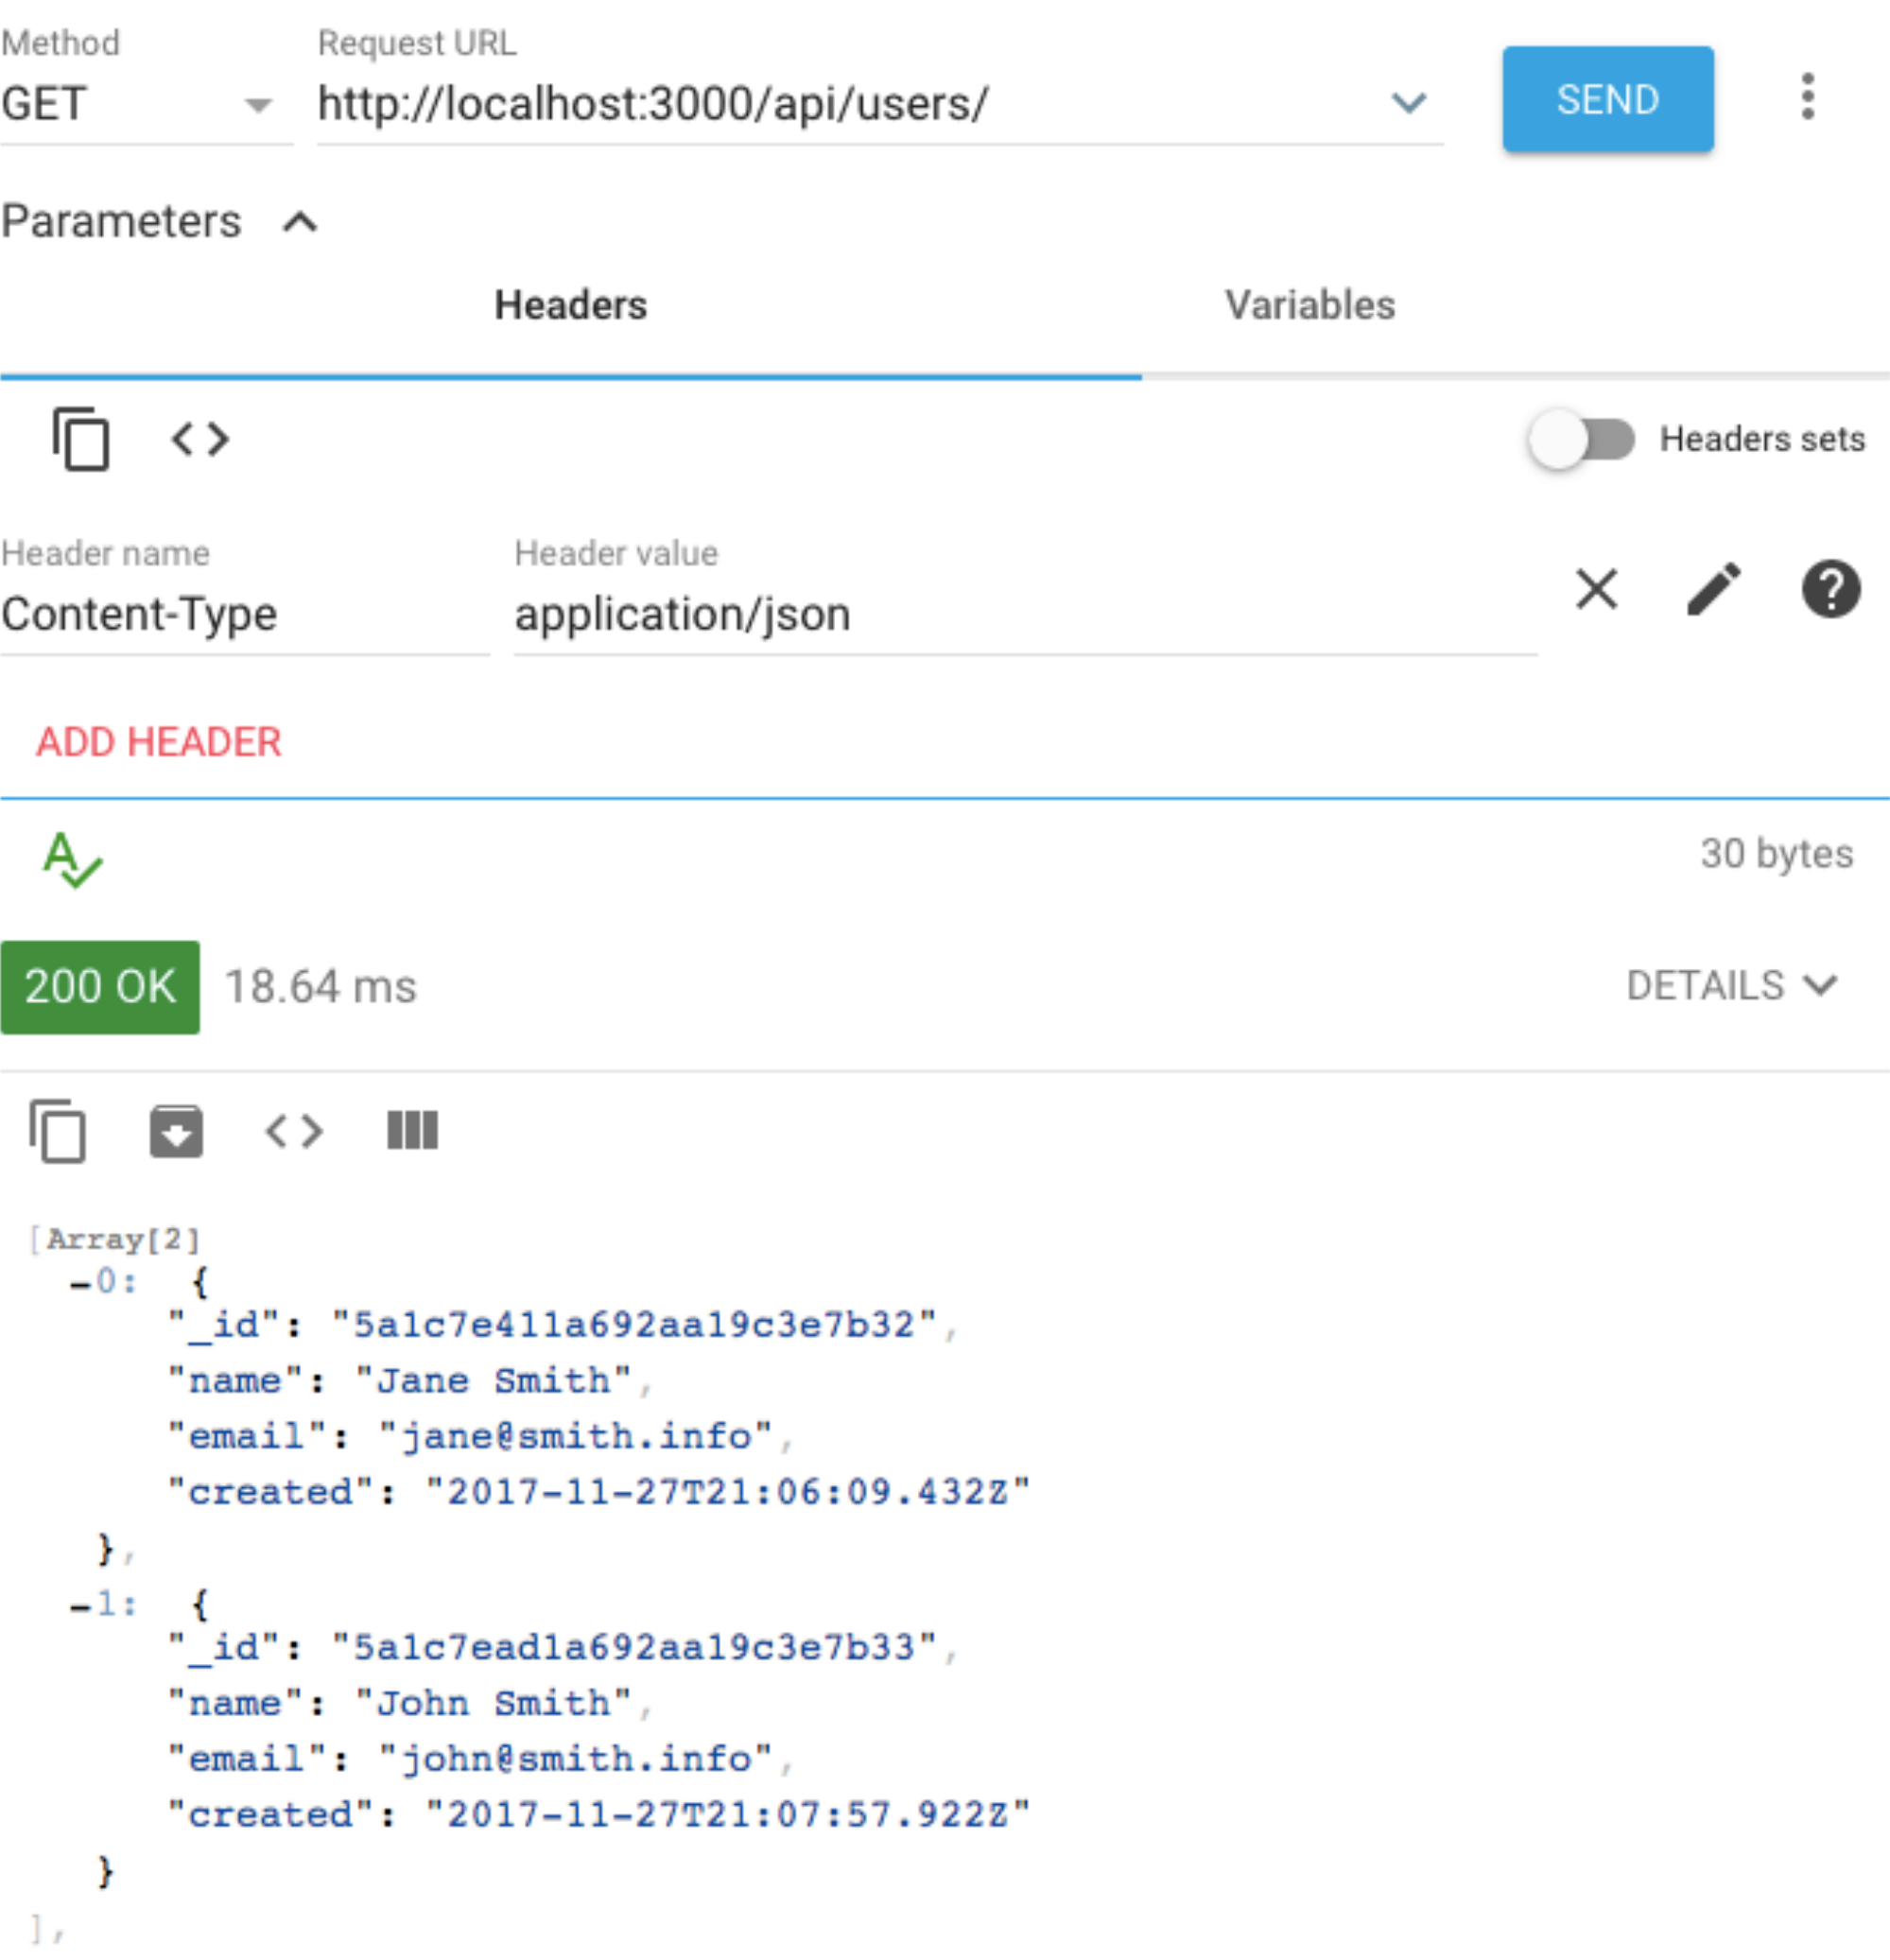 Method Request URL
GET http://localhost:3000/api/users/
SEND
Parameters
Headers Variables
<> Headers sets
Header name Header value
Content-Type application/json
ADD HEADER
30 bytes
200 OK 18.64 ms DETAILS
[Array[2]
-0: {
"_id": "5a1c7e411a692aa19c3e7b32",
"name": "Jane Smith",
"email": "jane@smith.info",
"created": "2017-11-27T21:06:09.432Z"
},
-1: {
"_id": "5a1c7ead1a692aa19c3e7b33",
"name": "John Smith",
"email": "john@smith.info",
"created": "2017-11-27T21:07:57.922Z"
}
],